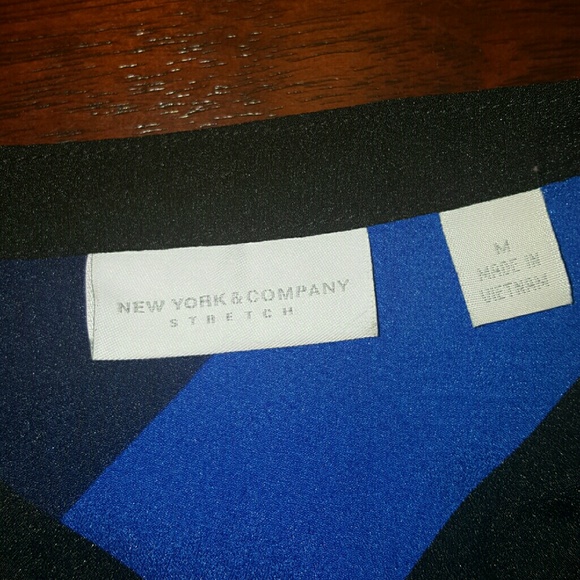 NEW YORK & COMPANY
STRETCH
M
MADE IN
VIETNAM